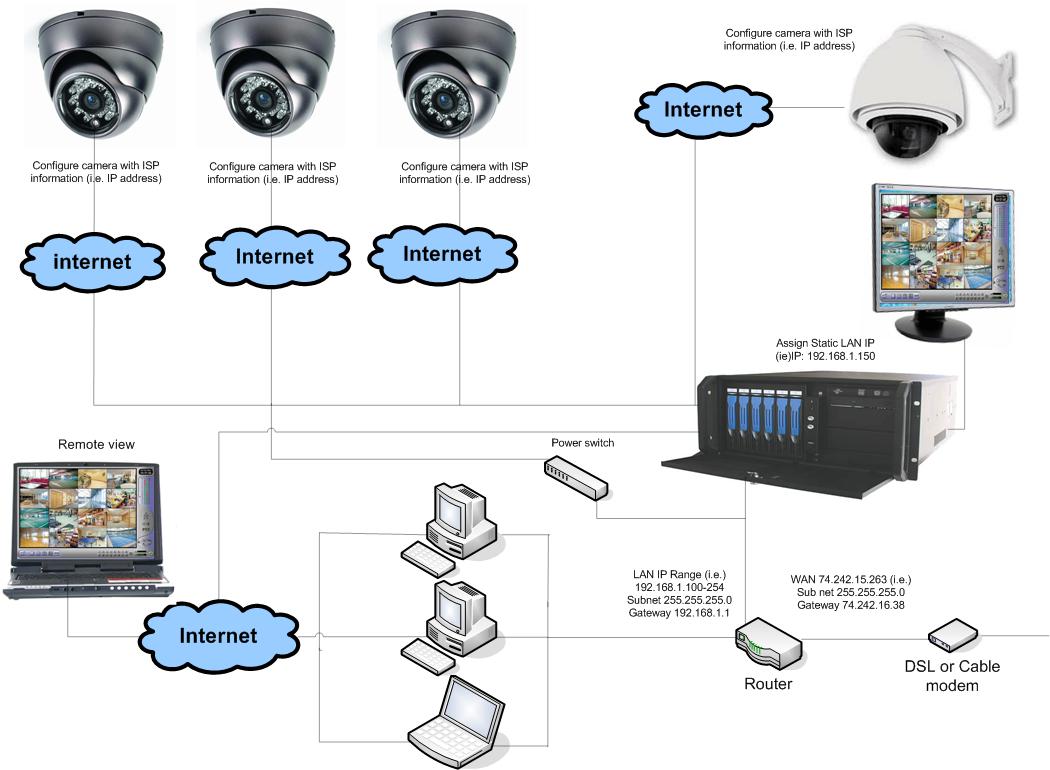 Configure camera with ISP
information (i.e. IP address)
Internet
Configure camera with ISP
information (i.e. IP address)
Configure camera with ISP
information (i.e. IP address)
Configure camera with ISP
information (i.e. IP address)
internet
Internet
Internet
Assign Static LAN IP
(ie)IP: 192.168.1.150
Remote view
Power switch
LAN IP Range (i.e.)
192.168.1.100-254
Subnet 255.255.255.0
Gateway 192.168.1.1
WAN 74.242.15.263 (i.e.)
Sub net 255.255.255.0
Gateway 74.242.16.38
Internet
Router
DSL or Cable
modem